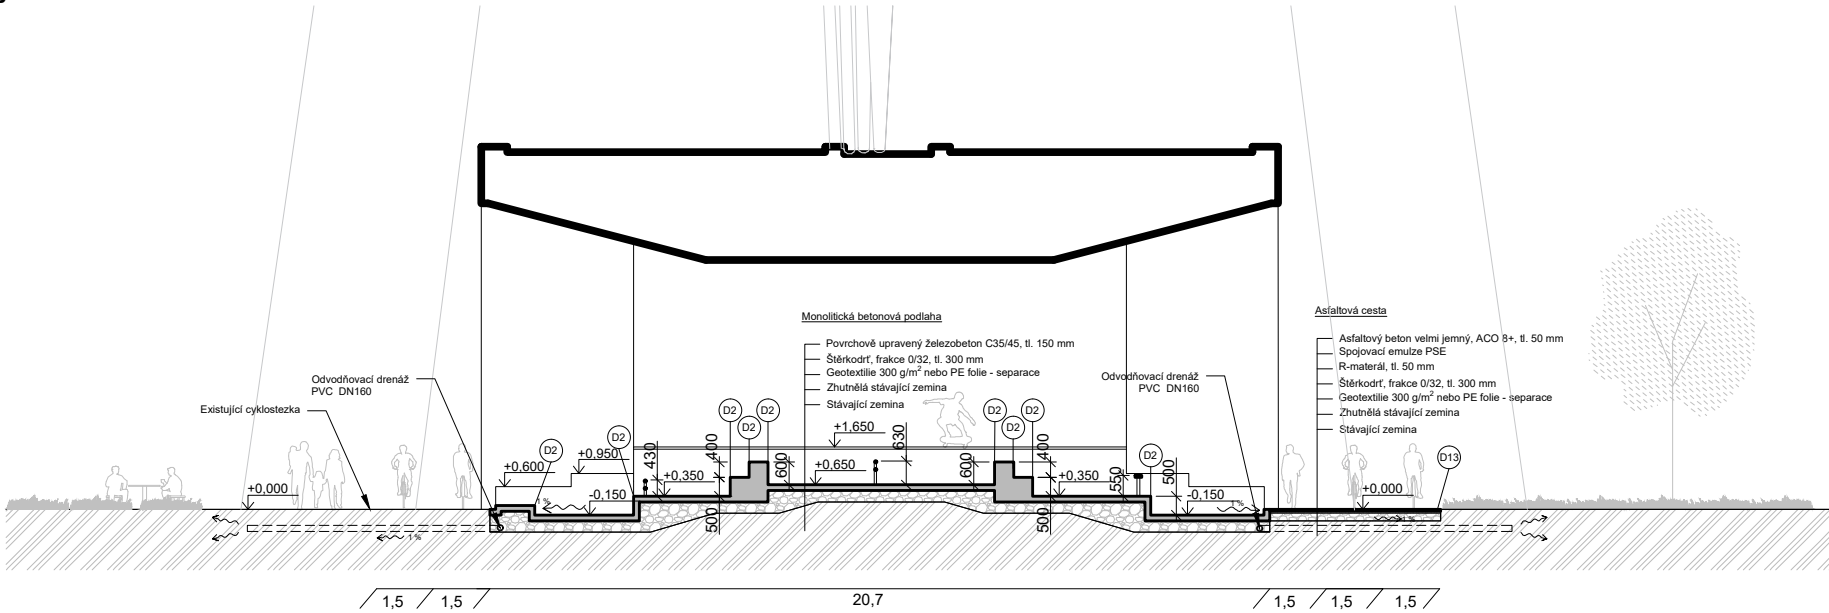 Monolitická betonová podlaha
Povrchově upravený železobeton C35/45, tl. 150 mm
Štěrkodrť, frakce 0/32, tl. 300 mm
Geotextilie 300 g/m² nebo PE folie - separace
Zhutnělá stávající zemina
Stávající zemina
Asfaltová cesta
Asfaltový beton velmi jemný, ACO 8+, tl. 50 mm
Spojovací emulze PSE
R-materál, tl. 50 mm
Štěrkodrť, frakce 0/32, tl. 300 mm
Geotextilie 300 g/m² nebo PE folie - separace
Zhutnělá stávající zemina
Stávající zemina
Odvodňovací drenáž
PVC DN160
Existující cyklostezka
Odvodňovací drenáž
PVC DN160
D2
D2
D2
D2
D2
D2
D2
D2
D2
D13
+0,000
+0,600
+0,950
430
+0,350
400
500
600
+0,650
+1,650
630
600
400
500
+0,350
550
500
-0,150
-0,150
+0,000
1 %
1 %
1 %
1 %
1,5
1,5
20,7
1,5
1,5
1,5